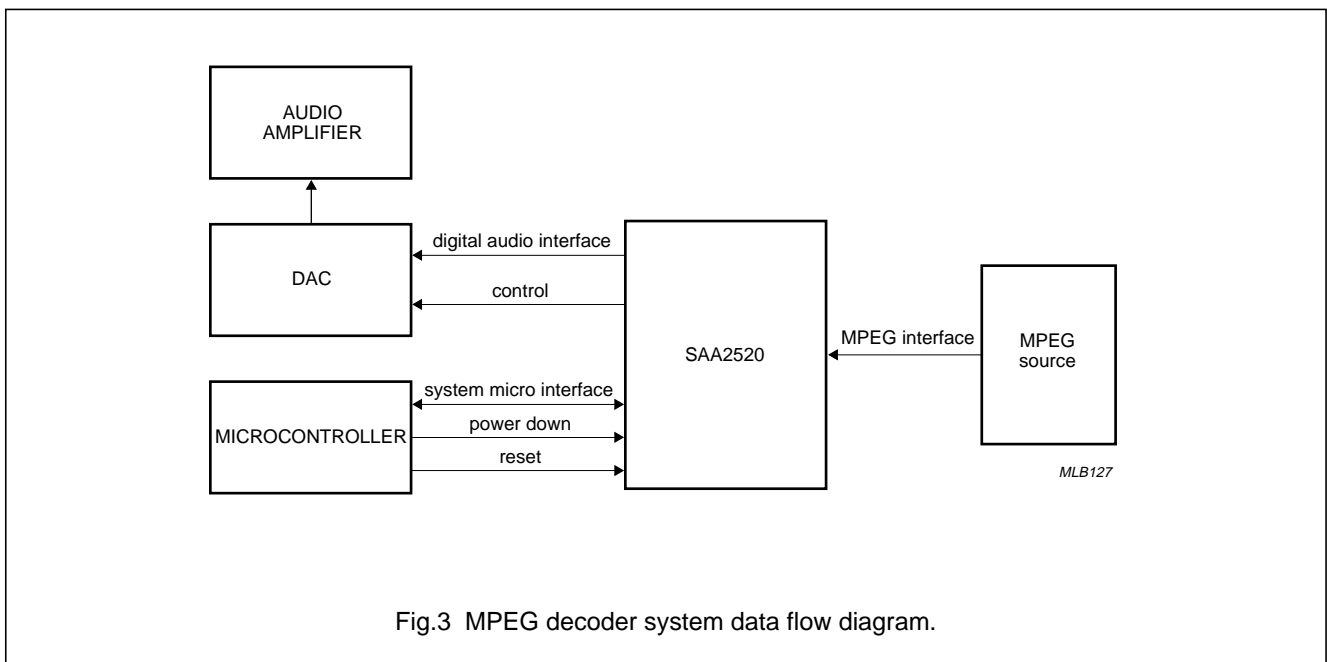 AUDIO
AMPLIFIER
DAC
digital audio interface
control
SAA2520
MPEG interface
MPEG
source
MICROCONTROLLER
system micro interface
power down
reset
MLB127
Fig.3 MPEG decoder system data flow diagram.